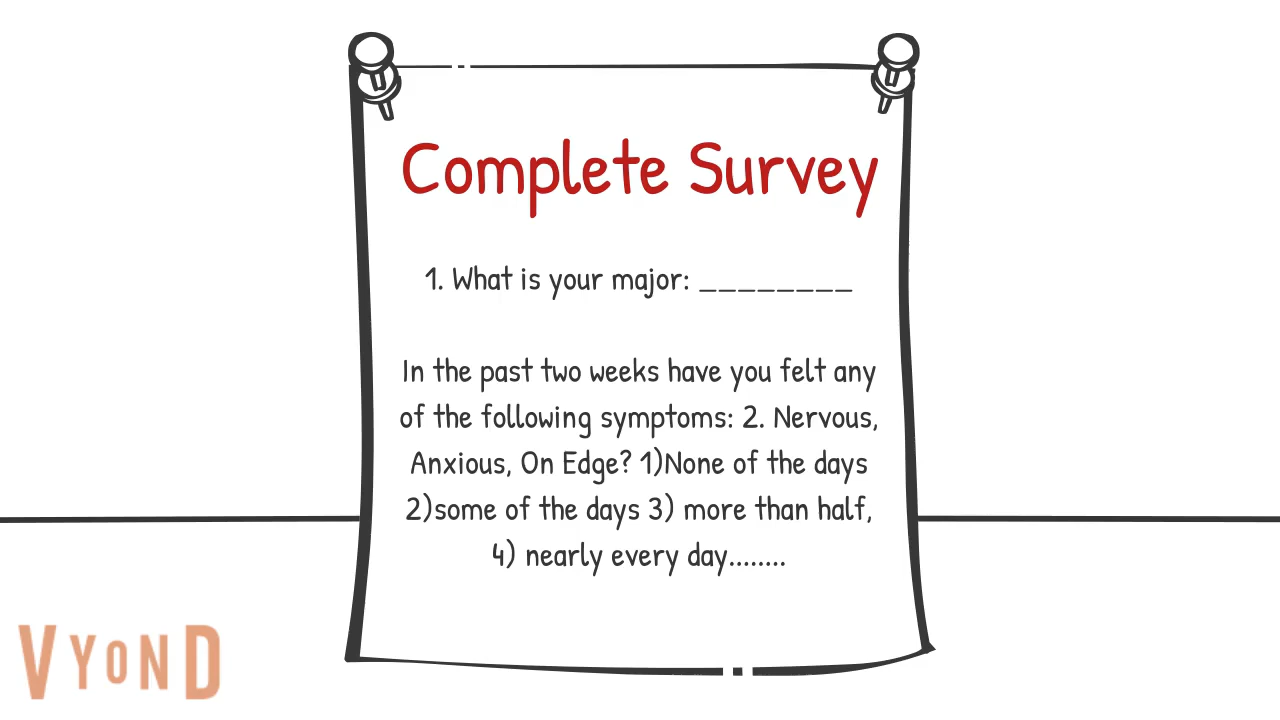 Complete Survey
1. What is your major: ________
In the past two weeks have you felt any
of the following symptoms: 2. Nervous,
Anxious, On Edge? 1)None of the days
2)some of the days 3) more than half,
4) nearly every day........
VYOND